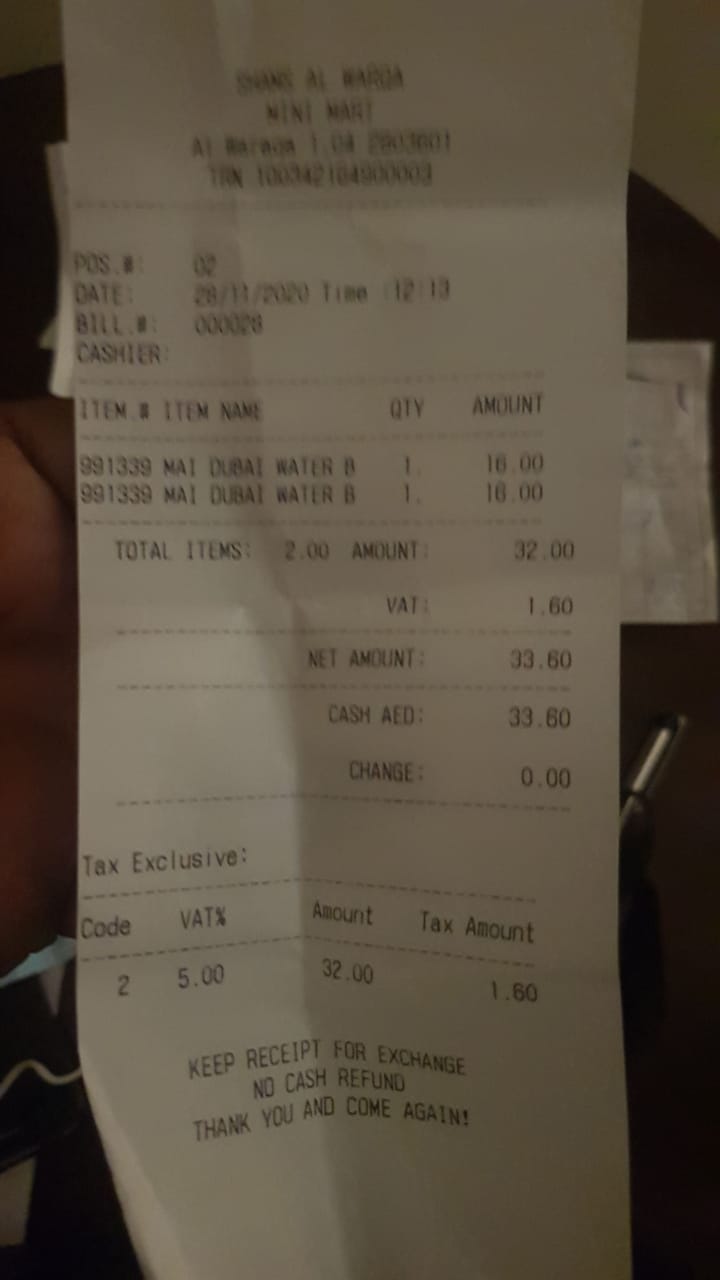 SHAMS AL WARQA
MINI MART
Al Waraqa 1.04 2803601
TRN 100342164900003
POS.#: 02
DATE: 28/11/2020 Time :12:13
BILL.#: 000028
CASHIER:
ITEM.# ITEM NAME QTY AMOUNT
991339 MAI DUBAI WATER B 1. 16.00
991339 MAI DUBAI WATER B 1. 16.00
TOTAL ITEMS: 2.00 AMOUNT: 32.00
VAT: 1.60
NET AMOUNT: 33.60
CASH AED: 33.60
CHANGE: 0.00
Tax Exclusive:
Code VAT% Amount Tax Amount
2 5.00 32.00 1.60
KEEP RECEIPT FOR EXCHANGE
NO CASH REFUND
THANK YOU AND COME AGAIN!